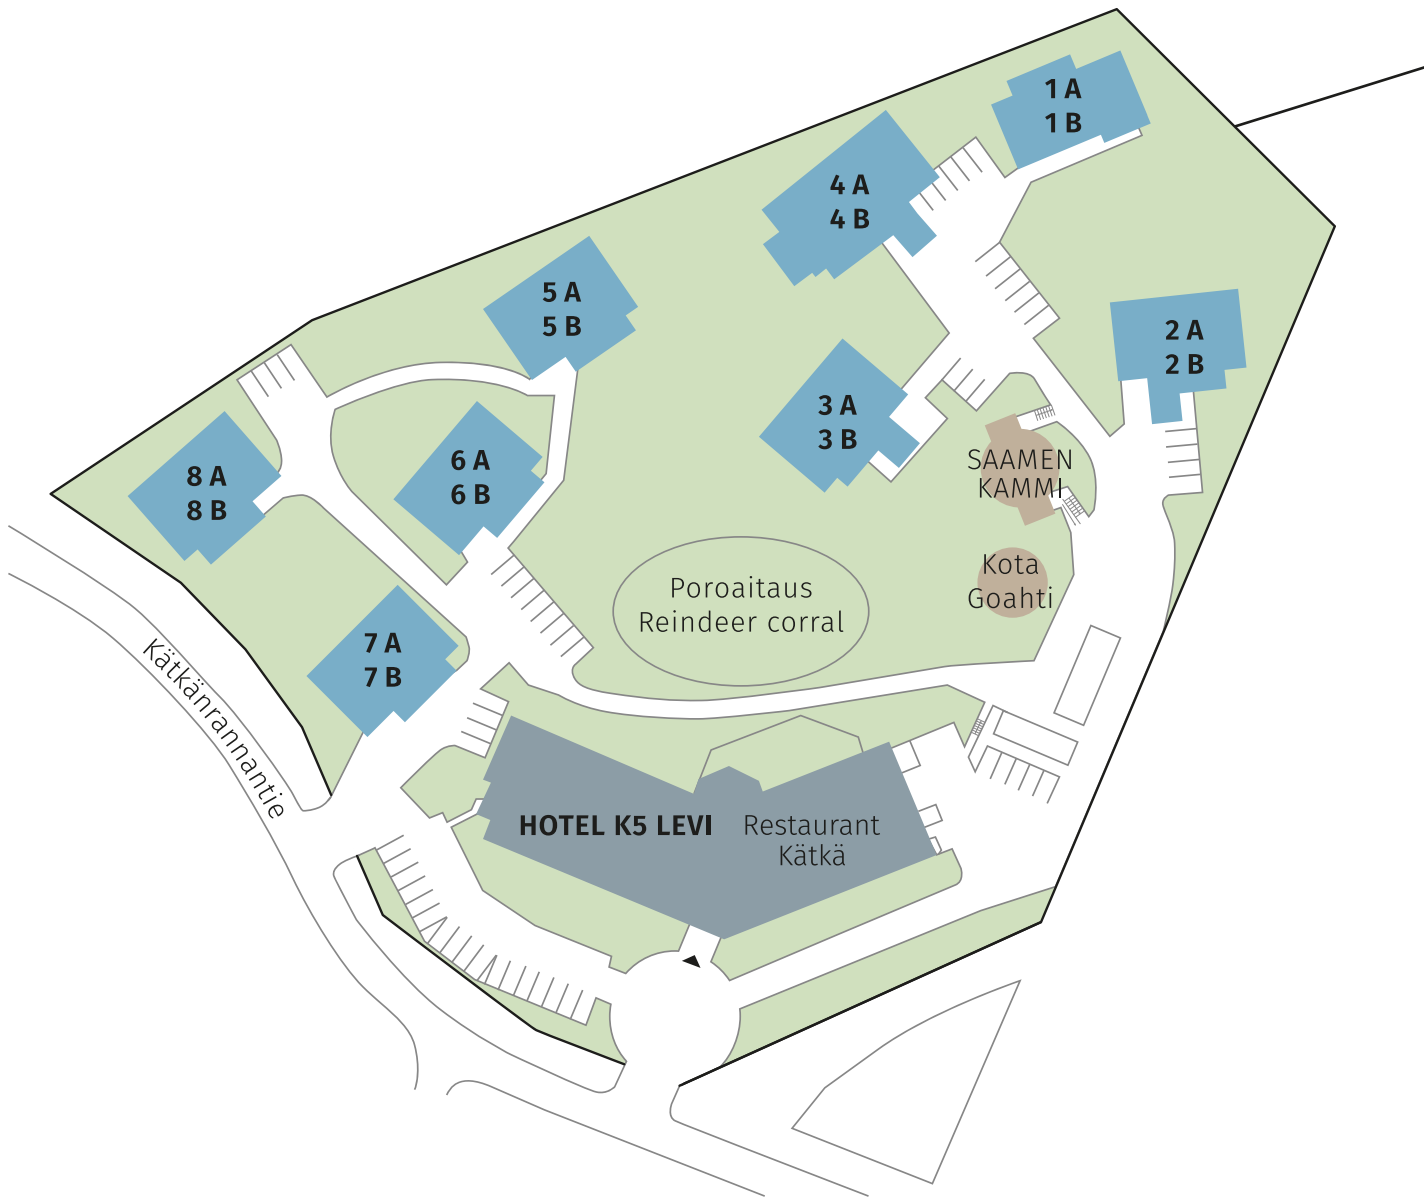 1 A
1 B
4 A
4 B
5 A
5 B
2 A
2 B
3 A
3 B
SAAMEN
KAMMI
6 A
6 B
8 A
8 B
Kota
Goahti
Poroaitaus
Reindeer corral
7 A
7 B
Kätkänrannantie
HOTEL K5 LEVI
Restaurant
Kätkä